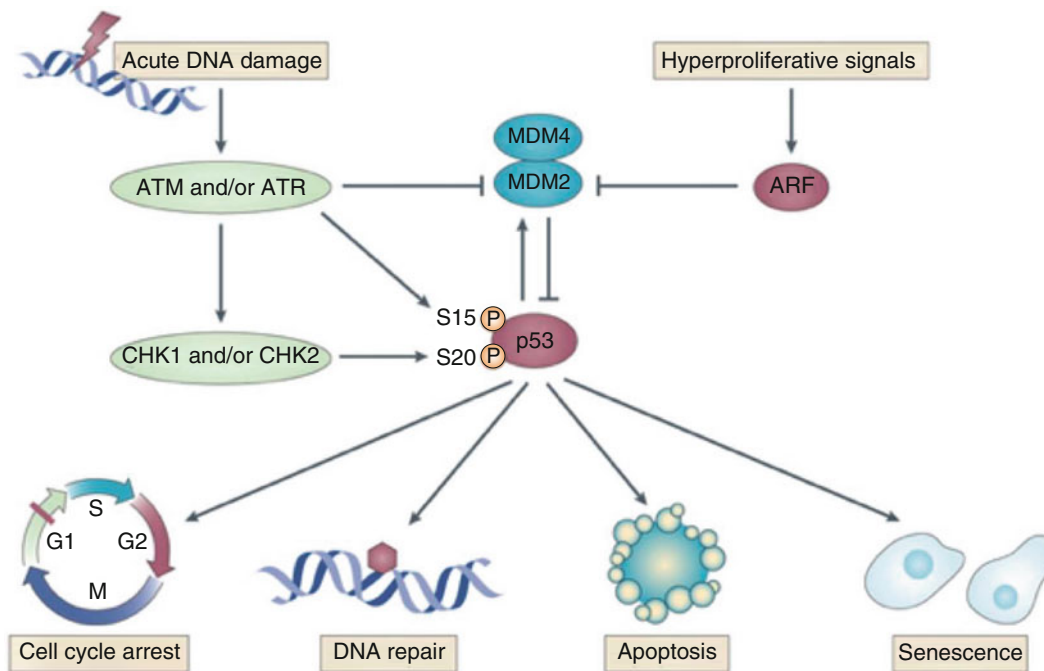 Acute DNA damage
Hyperproliferative signals
MDM4
MDM2
ATM and/or ATR
ARF
S15 P
p53
S20 P
CHK1 and/or CHK2
S
G1
G2
M
Cell cycle arrest
DNA repair
Apoptosis
Senescence